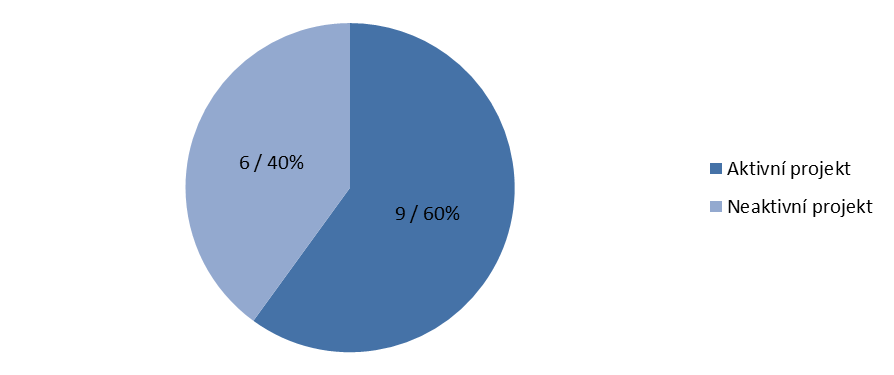 6 / 40%
9 / 60%
Aktivní projekt
Neaktivní projekt